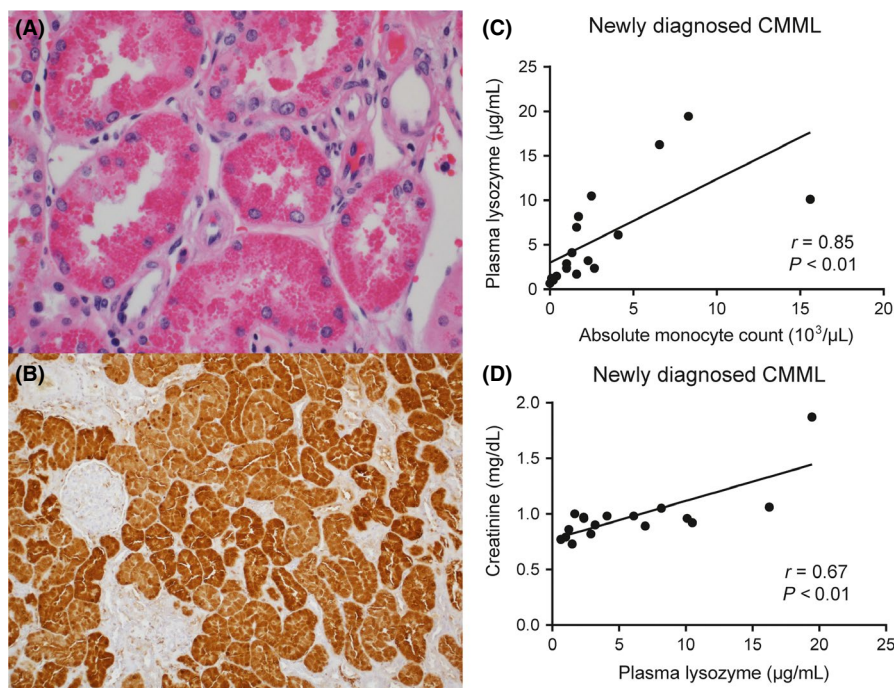 (A)
(B)
(C)
Newly diagnosed CMML
Plasma lysozyme (μg/mL)
25
20
15
10
5
0
r = 0.85
P < 0.01
0 5 10 15 20
Absolute monocyte count (10³/μL)
(D)
Newly diagnosed CMML
Creatinine (mg/dL)
2.0
1.5
1.0
0.5
0.0
r = 0.67
P < 0.01
0 5 10 15 20 25
Plasma lysozyme (μg/mL)